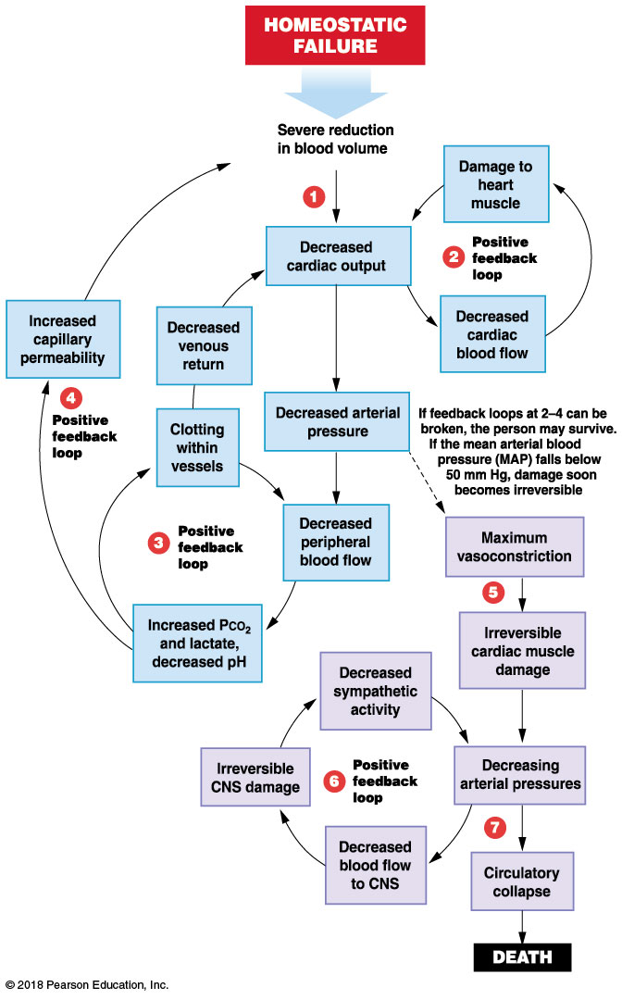 HOMEOSTATIC
FAILURE
Severe reduction
in blood volume
1
Decreased
cardiac output
Damage to
heart
muscle
2
Positive
feedback
loop
Decreased
cardiac
blood flow
Increased
capillary
permeability
Decreased
venous
return
4
Positive
feedback
loop
Clotting
within
vessels
Decreased arterial
pressure
If feedback loops at 2–4 can be
broken, the person may survive.
If the mean arterial blood
pressure (MAP) falls below
50 mm Hg, damage soon
becomes irreversible
3
Positive
feedback
loop
Decreased
peripheral
blood flow
Increased PCO2
and lactate,
decreased pH
Maximum
vasoconstriction
5
Irreversible
cardiac muscle
damage
Decreased
sympathetic
activity
Irreversible
CNS damage
6
Positive
feedback
loop
Decreasing
arterial pressures
Decreased
blood flow
to CNS
7
Circulatory
collapse
DEATH
© 2018 Pearson Education, Inc.